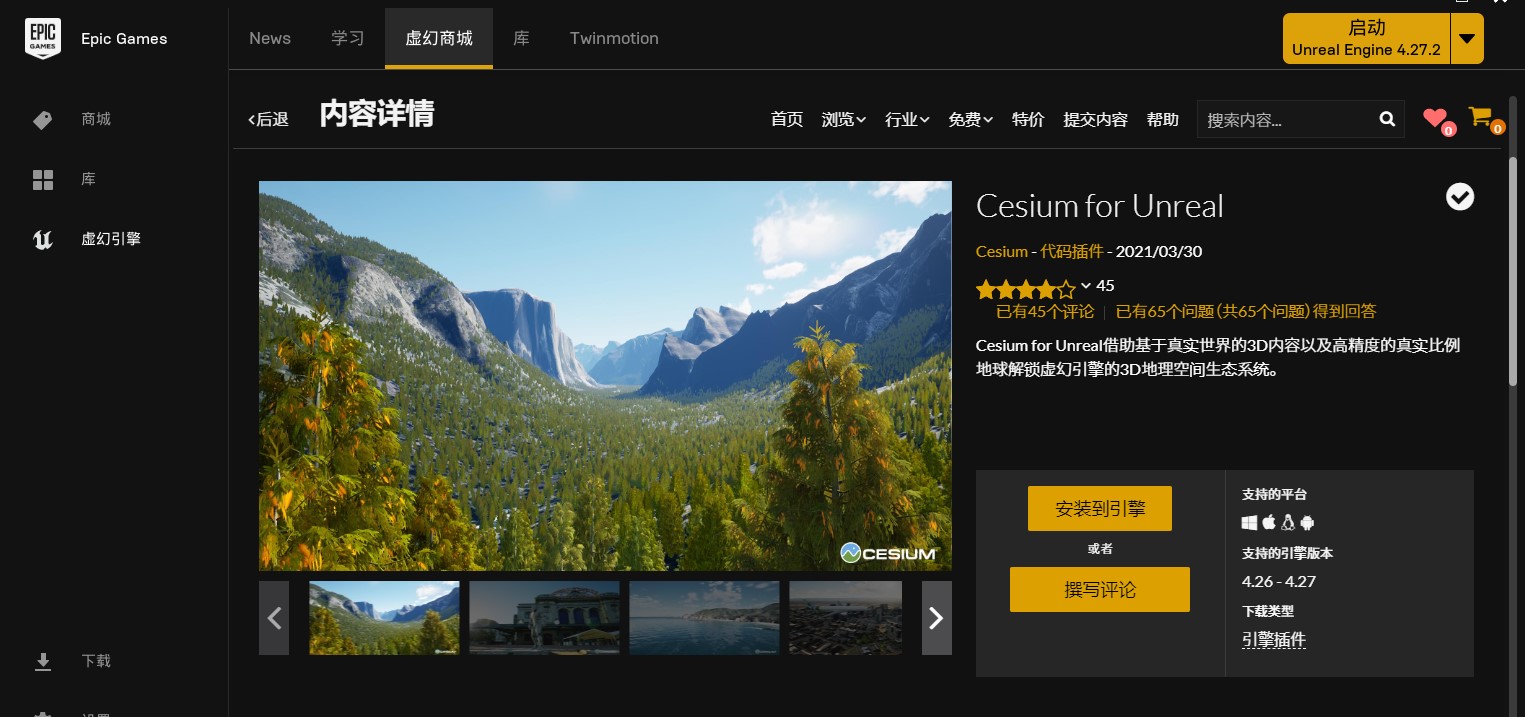 EPIC
GAMES
Epic Games
News
学习
虚幻商城
库
Twinmotion
启动
Unreal Engine 4.27.2
商城
库
虚幻引擎
下载
设置
后退
内容详情
首页
浏览
行业
免费
特价
提交内容
帮助
搜索内容...
0
0
CESIUM
Cesium for Unreal
Cesium - 代码插件 - 2021/03/30
45
已有45个评论
已有65个问题 (共65个问题) 得到回答
Cesium for Unreal借助基于真实世界的3D内容以及高精度的真实比例
地球解锁虚幻引擎的3D地理空间生态系统。
安装到引擎
或者
撰写评论
支持的平台
支持的引擎版本
4.26 - 4.27
下载类型
引擎插件